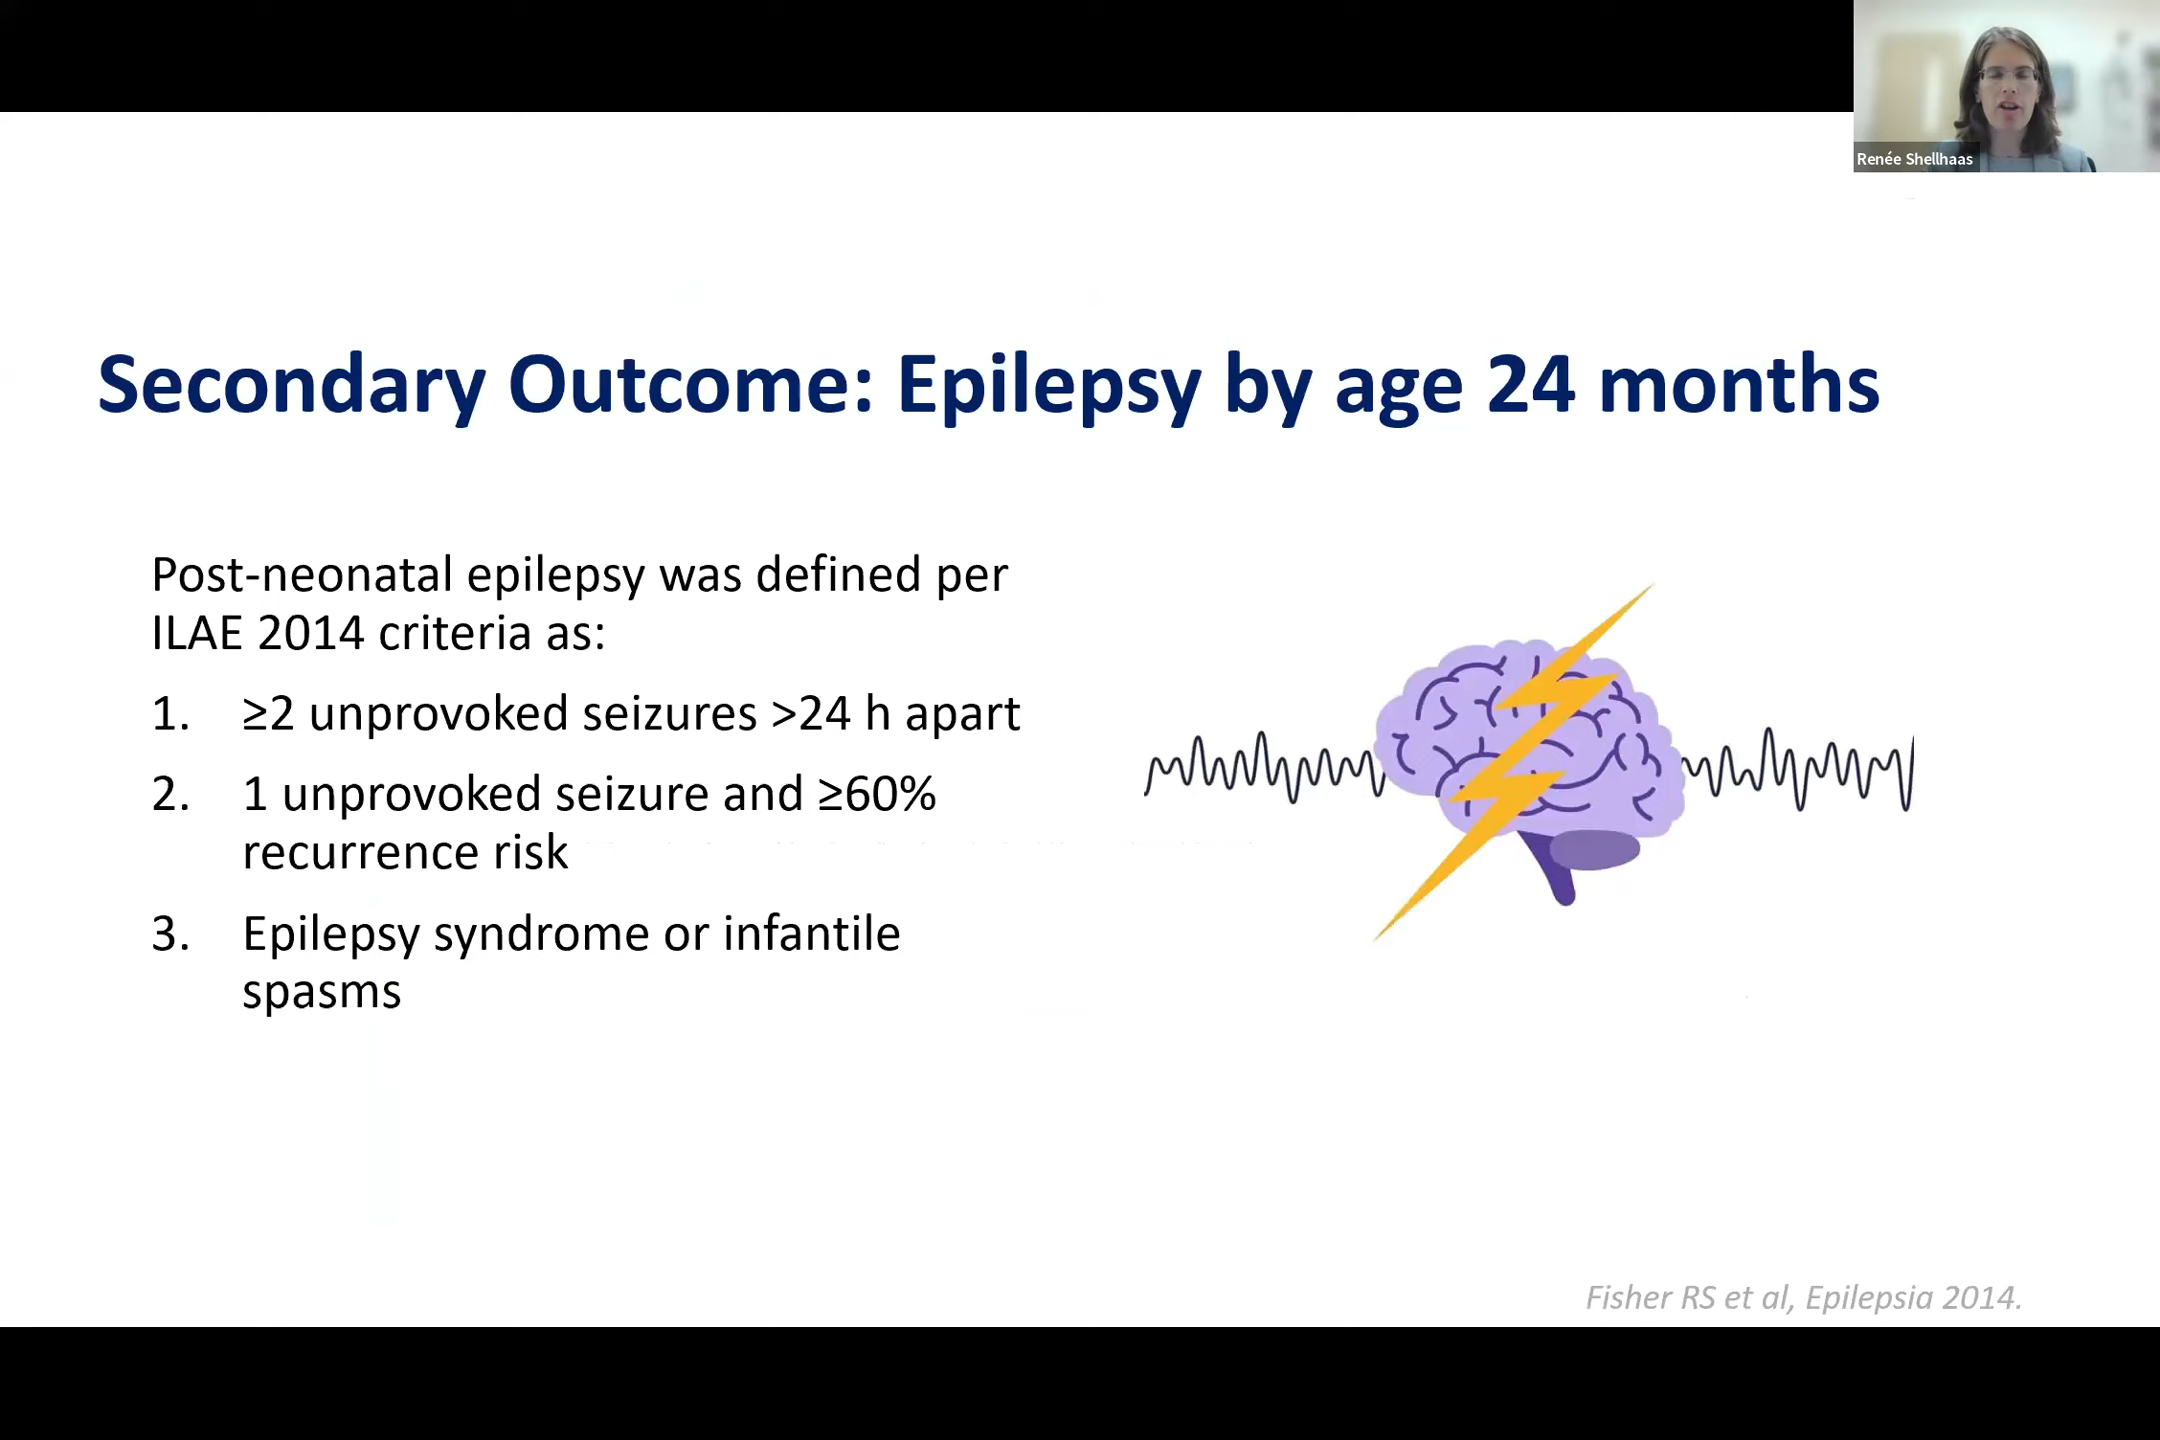 Renée Shellhaas
Secondary Outcome: Epilepsy by age 24 months
Post-neonatal epilepsy was defined per
ILAE 2014 criteria as:
1. ≥2 unprovoked seizures >24 h apart
2. 1 unprovoked seizure and ≥60%
recurrence risk
3. Epilepsy syndrome or infantile
spasms
Fisher RS et al, Epilepsia 2014.